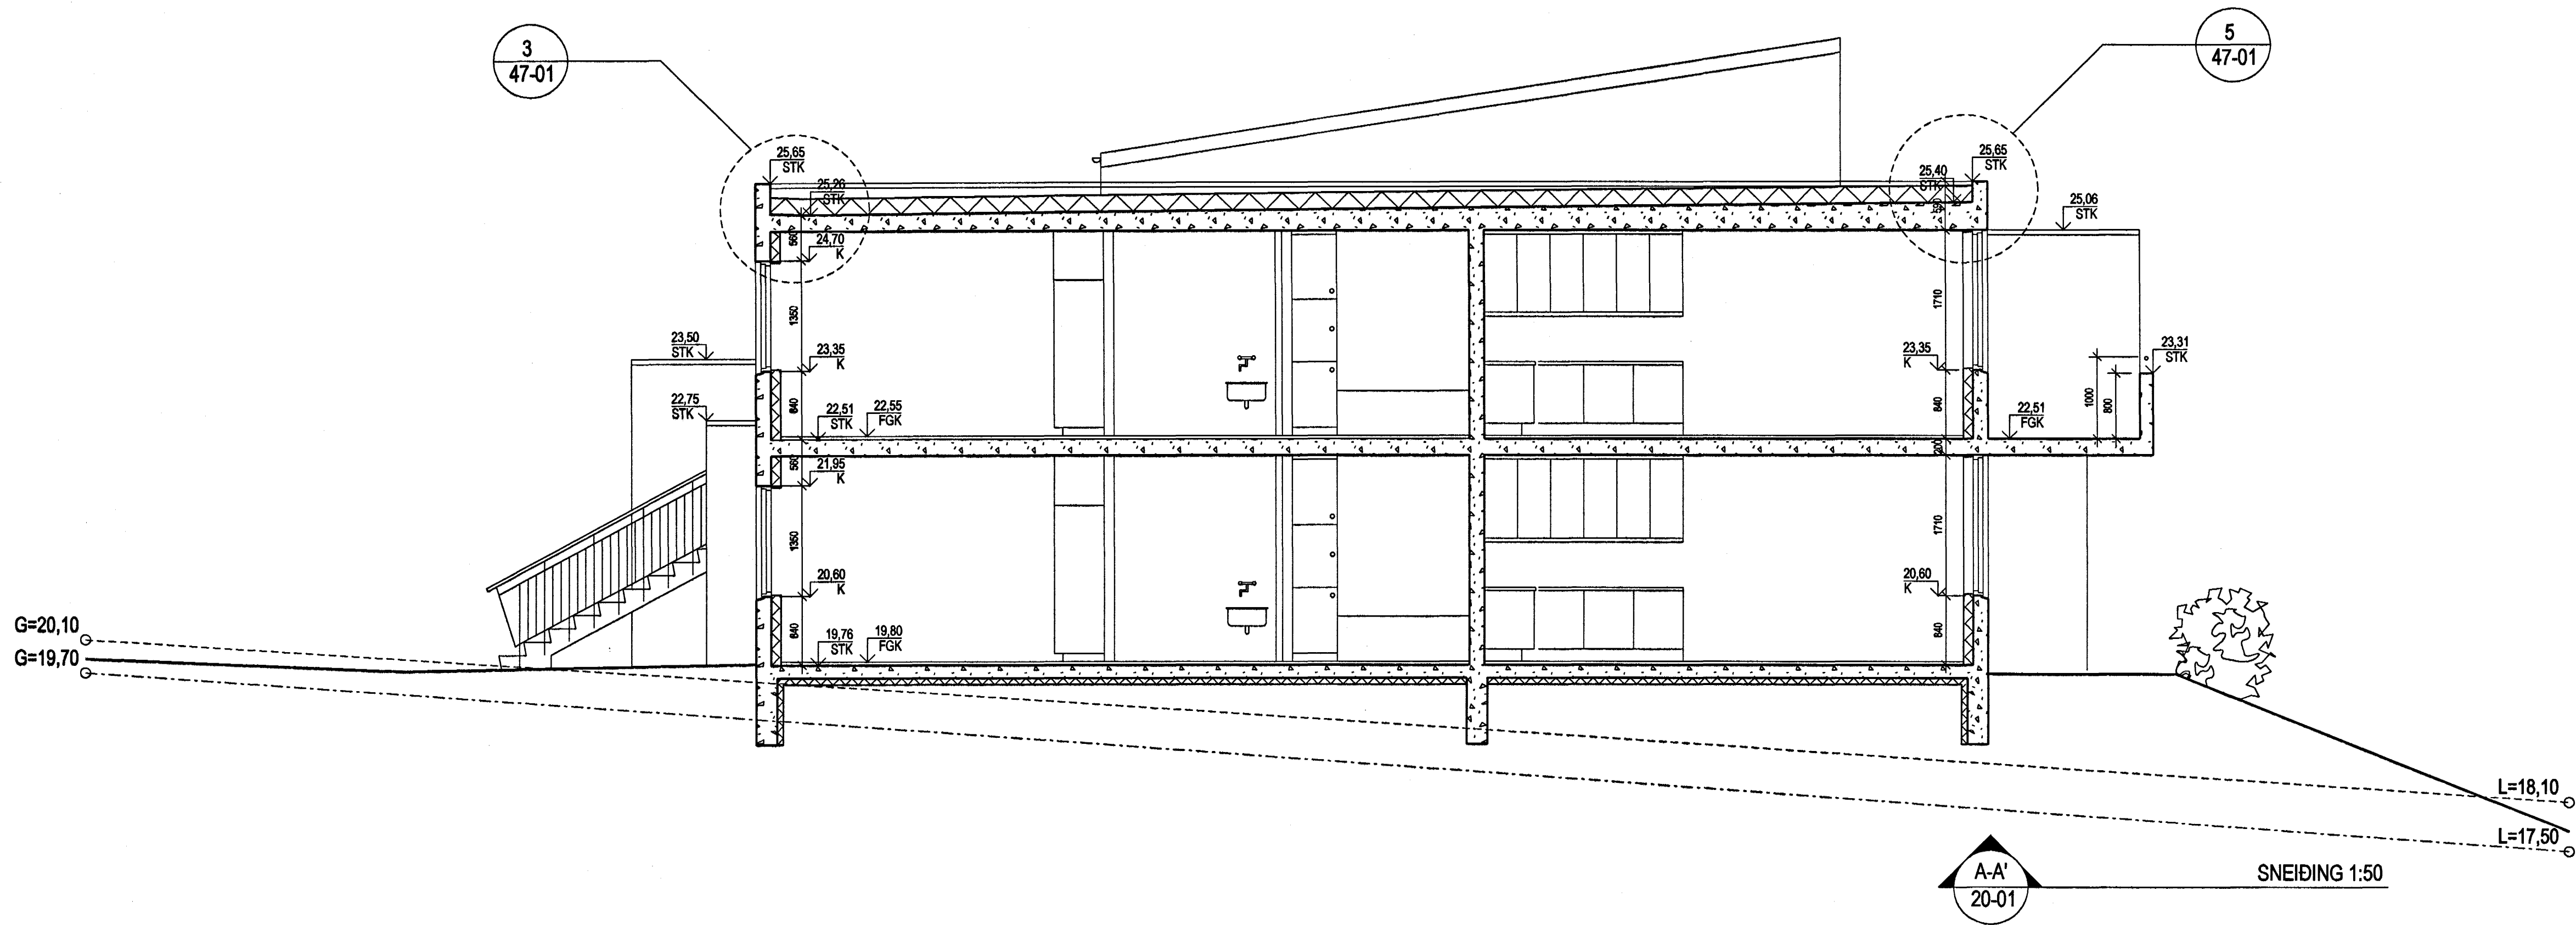 3
47-01
5
47-01
25,65
STK
25,26
STK
560
24,70
K
1350
23,35
K
840
22,51
STK
22,55
FGK
560
21,95
K
1350
20,60
K
840
19,76
STK
19,80
FGK
23,50
STK
22,75
STK
25,65
STK
25,40
STK
690
1710
23,35
K
840
200
1710
20,60
K
840
25,06
STK
23,31
STK
1000
800
22,51
FGK
G=20,10
G=19,70
L=18,10
L=17,50
A-A'
20-01
SNEIÐING 1:50